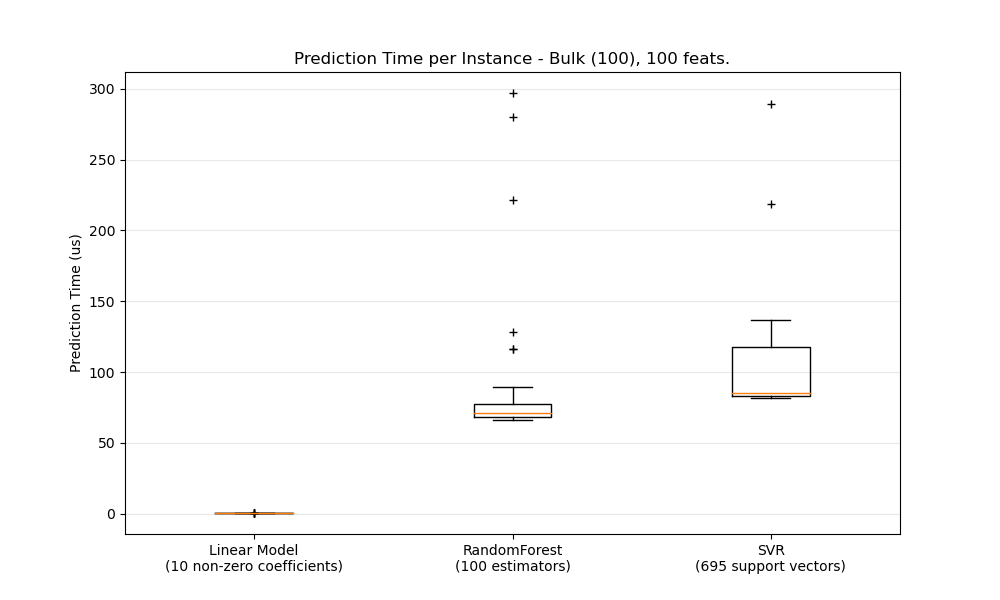 Prediction Time per Instance - Bulk (100), 100 feats.
300
250
200
150
100
50
0
Prediction Time (us)
Linear Model
(10 non-zero coefficients)
RandomForest
(100 estimators)
SVR
(695 support vectors)